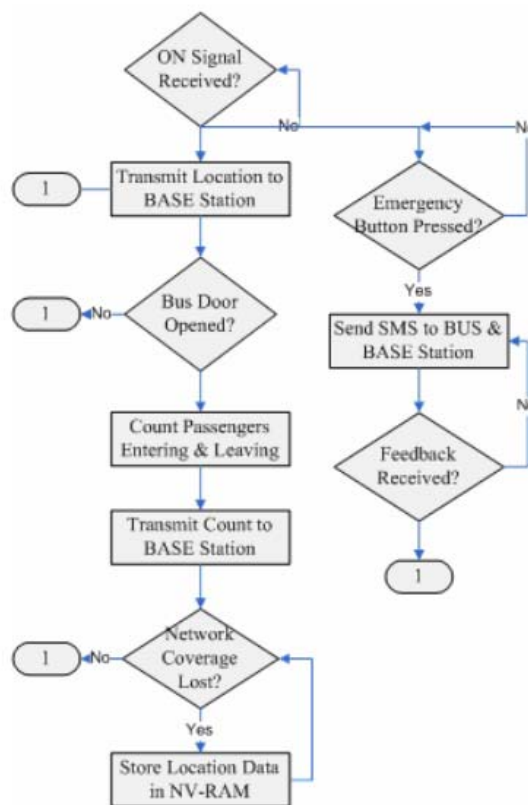 ON Signal
Received?
No
No
1
Transmit Location to
BASE Station
Emergency
Button Pressed?
Yes
1
No
Bus Door
Opened?
Send SMS to BUS &
BASE Station
No
Count Passengers
Entering & Leaving
Feedback
Received?
Transmit Count to
BASE Station
1
1
No
Network
Coverage
Lost?
Yes
Store Location Data
in NV-RAM